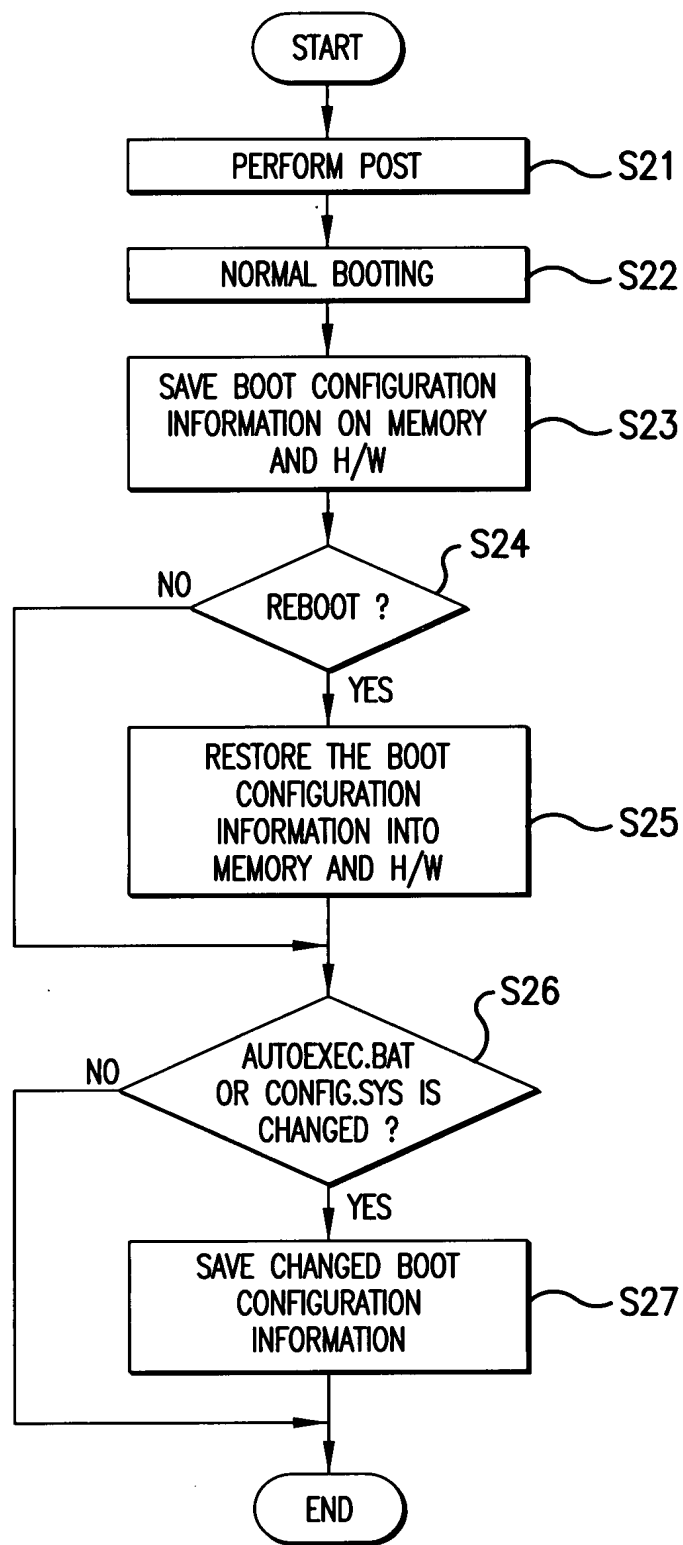 START
PERFORM POST
S21
NORMAL BOOTING
S22
SAVE BOOT CONFIGURATION
INFORMATION ON MEMORY
AND H/W
S23
S24
NO
REBOOT ?
YES
RESTORE THE BOOT
CONFIGURATION
INFORMATION INTO
MEMORY AND H/W
S25
S26
NO
AUTOEXEC.BAT
OR CONFIG.SYS IS
CHANGED ?
YES
SAVE CHANGED BOOT
CONFIGURATION
INFORMATION
S27
END